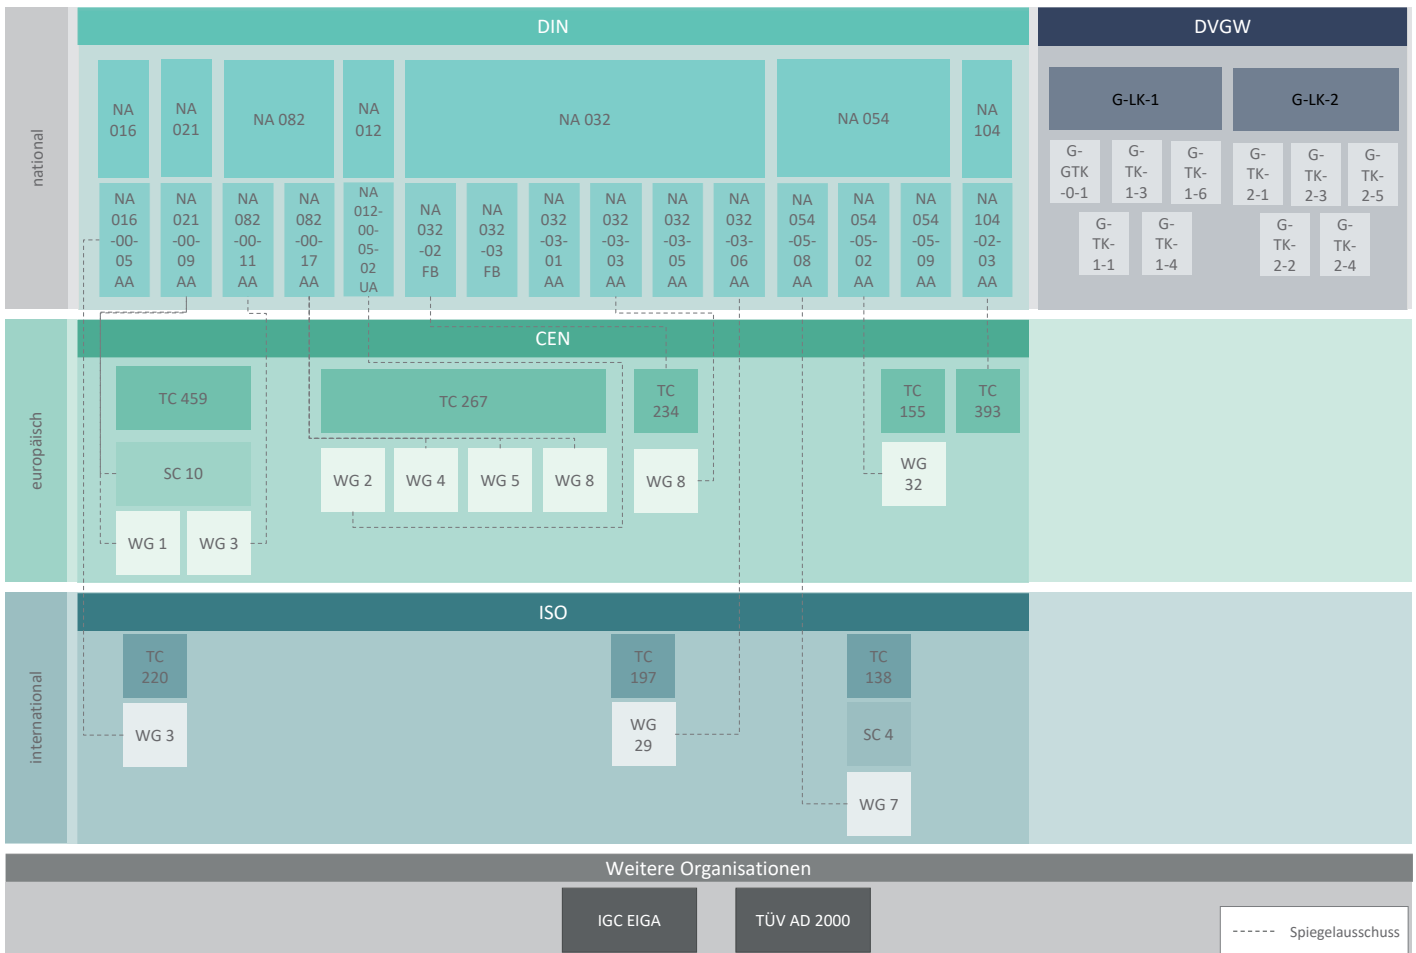 DIN
DVGW
national
NA
016
NA
021
NA 082
NA
012
NA 032
NA 054
NA
104
G-LK-1
G-LK-2
G-
GTK
-0-1
G-
TK-
1-3
G-
TK-
1-6
G-
TK-
2-1
G-
TK-
2-3
G-
TK-
2-5
G-
TK-
1-1
G-
TK-
1-4
G-
TK-
2-2
G-
TK-
2-4
NA
016
-00-
05
AA
NA
021
-00-
09
AA
NA
082
-00-
11
AA
NA
082
-00-
17
AA
NA
012-
00-
05-
02
UA
NA
032
-02
FB
NA
032
-03
FB
NA
032
-03-
01
AA
NA
032
-03-
03
AA
NA
032
-03-
05
AA
NA
032
-03-
06
AA
NA
054
-05-
08
AA
NA
054
-05-
02
AA
NA
054
-05-
09
AA
NA
104
-02-
03
AA
europäisch
CEN
TC 459
TC 267
TC
234
TC
155
TC
393
SC 10
WG 2
WG 4
WG 5
WG 8
WG 8
WG
32
WG 1
WG 3
international
ISO
TC
220
TC
197
TC
138
WG 3
WG
29
SC 4
WG 7
Weitere Organisationen
IGC EIGA
TÜV AD 2000
Spiegelausschuss